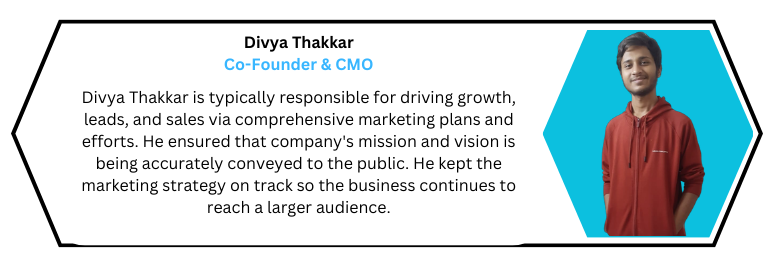 Divya Thakkar
Co-Founder & CMO
Divya Thakkar is typically responsible for driving growth,
leads, and sales via comprehensive marketing plans and
efforts. He ensured that company's mission and vision is
being accurately conveyed to the public. He kept the
marketing strategy on track so the business continues to
reach a larger audience.